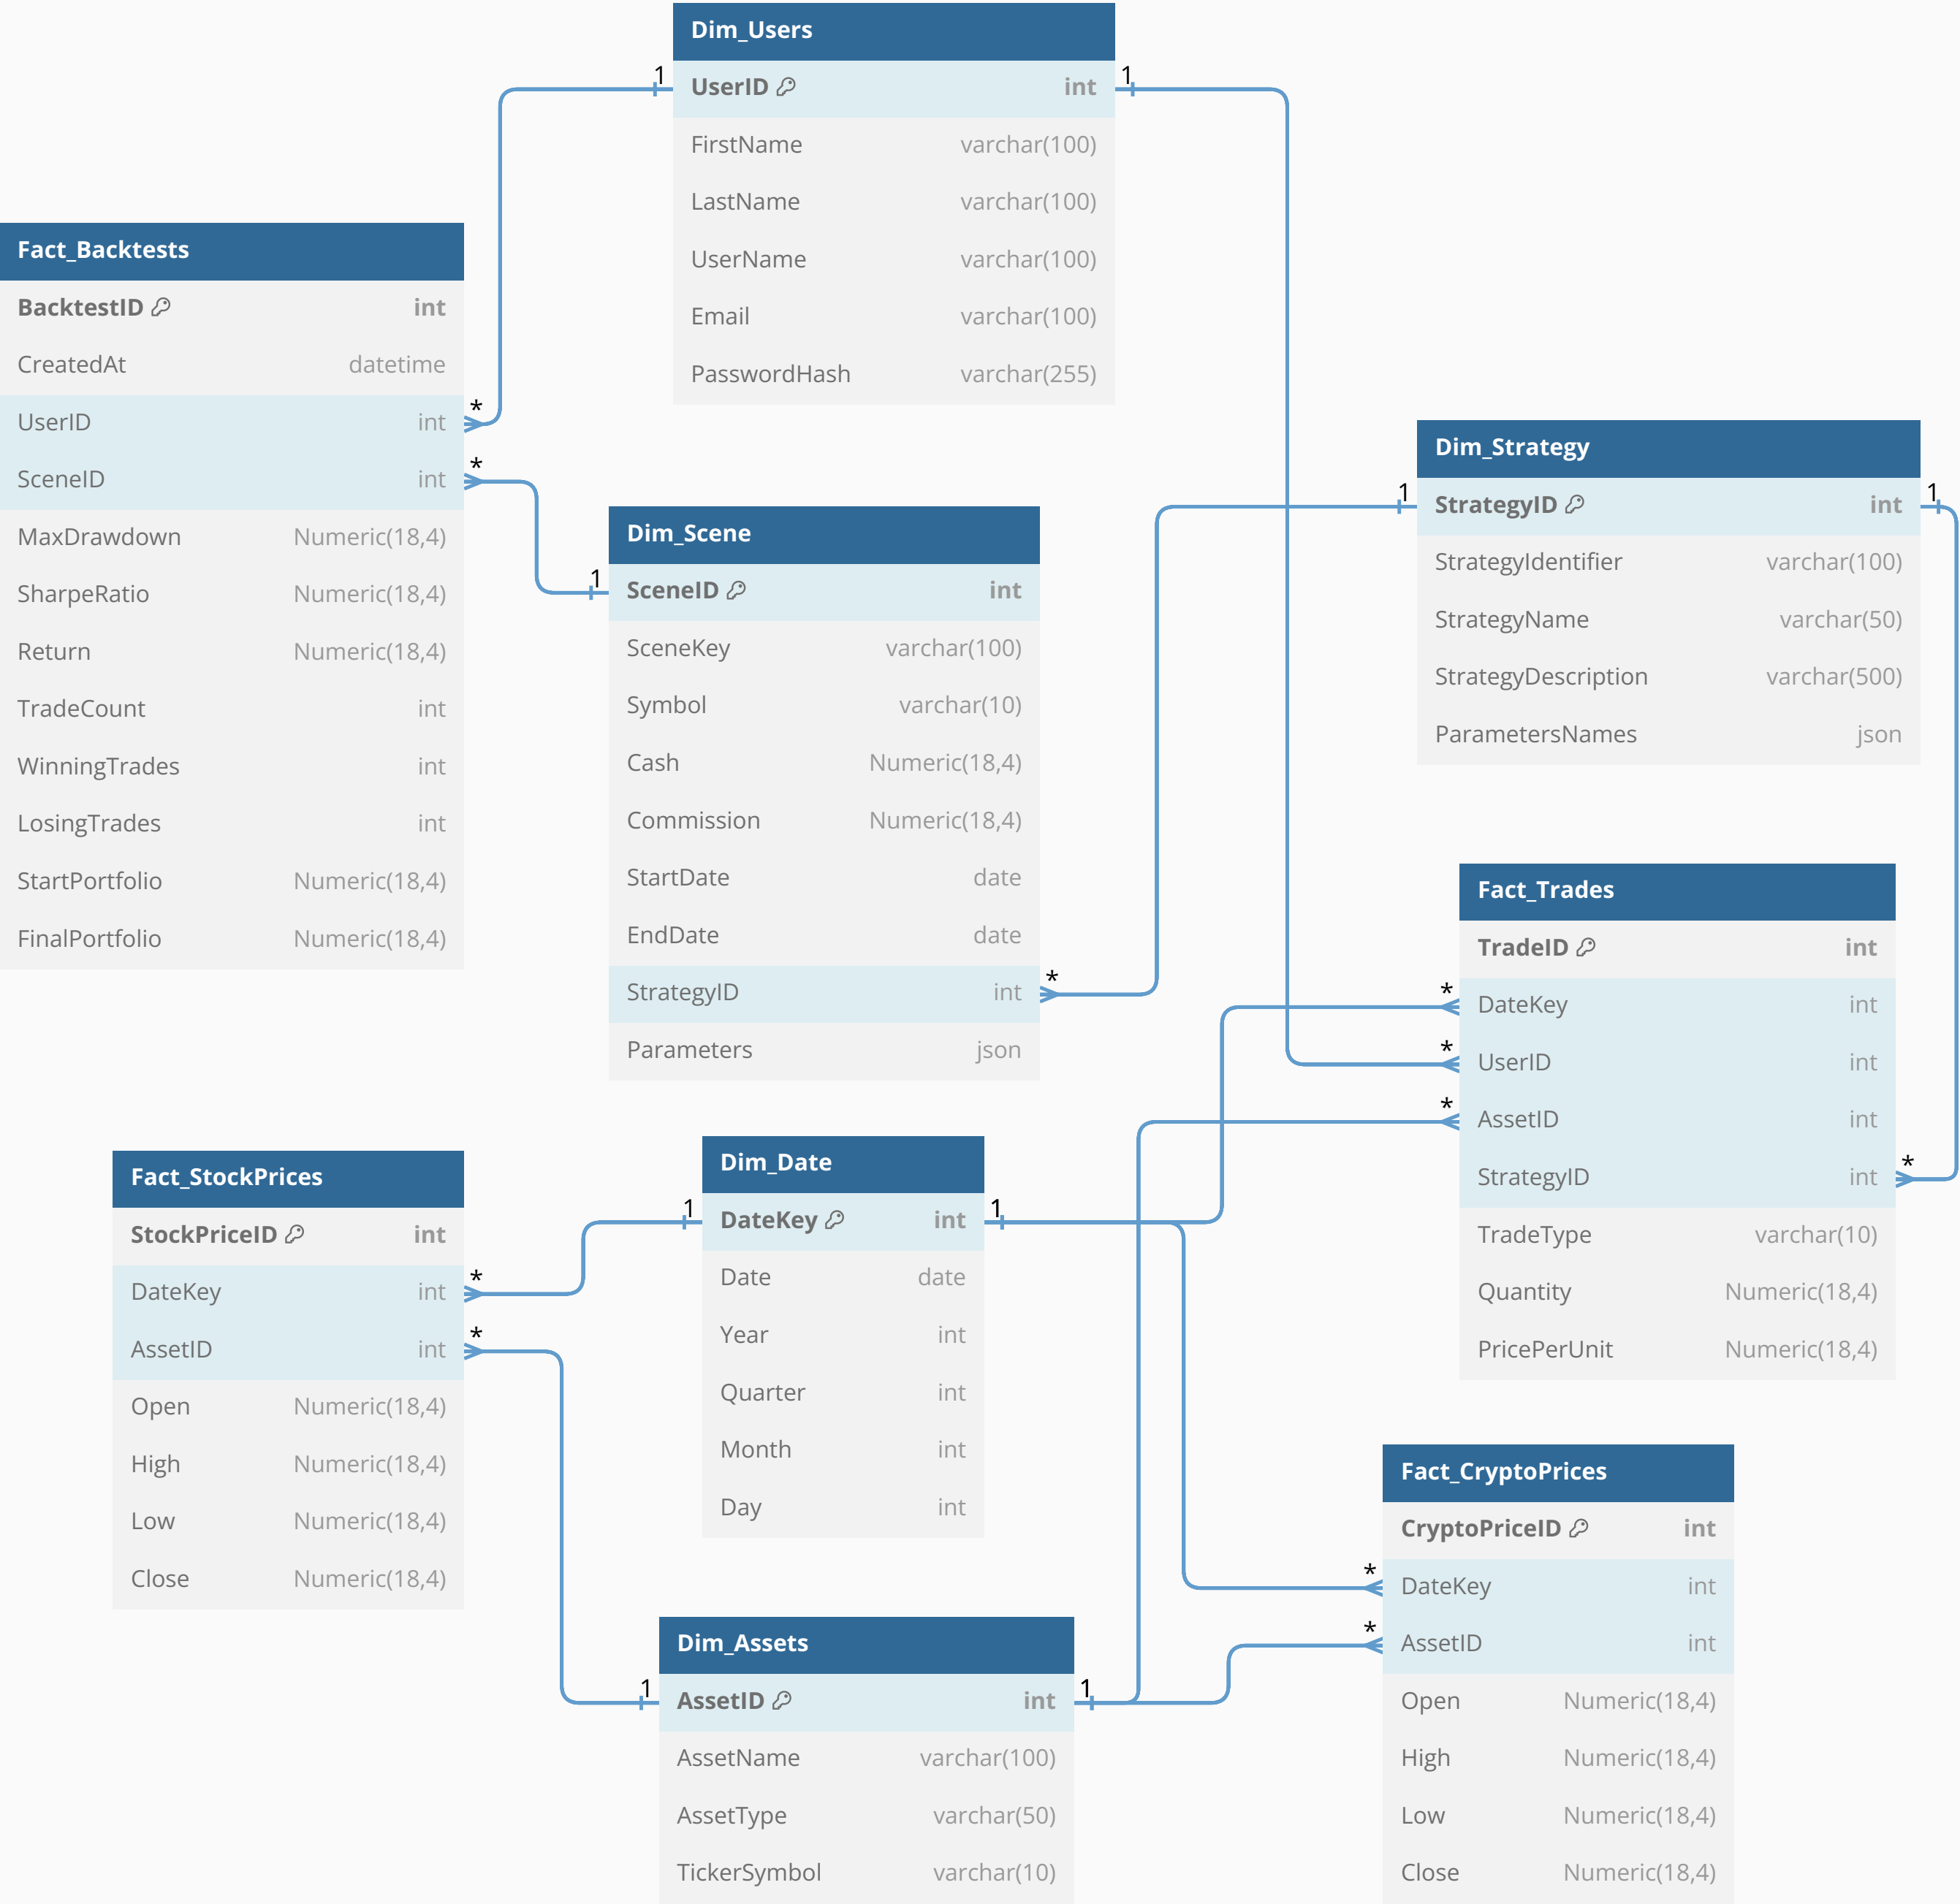 Dim_Users
1 UserID int 1
FirstName varchar(100)
LastName varchar(100)
UserName varchar(100)
Email varchar(100)
PasswordHash varchar(255)
Fact_Backtests
BacktestID int
CreatedAt datetime
UserID int *
SceneID int *
MaxDrawdown Numeric(18,4)
SharpeRatio Numeric(18,4)
Return Numeric(18,4)
TradeCount int
WinningTrades int
LosingTrades int
StartPortfolio Numeric(18,4)
FinalPortfolio Numeric(18,4)
Dim_Scene
1 SceneID int
SceneKey varchar(100)
Symbol varchar(10)
Cash Numeric(18,4)
Commission Numeric(18,4)
StartDate date
EndDate date
StrategyID int *
Parameters json
Dim_Strategy
1 StrategyID int 1
StrategyIdentifier varchar(100)
StrategyName varchar(50)
StrategyDescription varchar(500)
ParametersNames json
Fact_Trades
TradeID int
* DateKey int
* UserID int
* AssetID int
StrategyID int *
TradeType varchar(10)
Quantity Numeric(18,4)
PricePerUnit Numeric(18,4)
Fact_StockPrices
StockPriceID int
DateKey int *
AssetID int *
Open Numeric(18,4)
High Numeric(18,4)
Low Numeric(18,4)
Close Numeric(18,4)
Dim_Date
1 DateKey int 1
Date date
Year int
Quarter int
Month int
Day int
Fact_CryptoPrices
CryptoPriceID int
* DateKey int
* AssetID int
Open Numeric(18,4)
High Numeric(18,4)
Low Numeric(18,4)
Close Numeric(18,4)
Dim_Assets
1 AssetID int 1
AssetName varchar(100)
AssetType varchar(50)
TickerSymbol varchar(10)